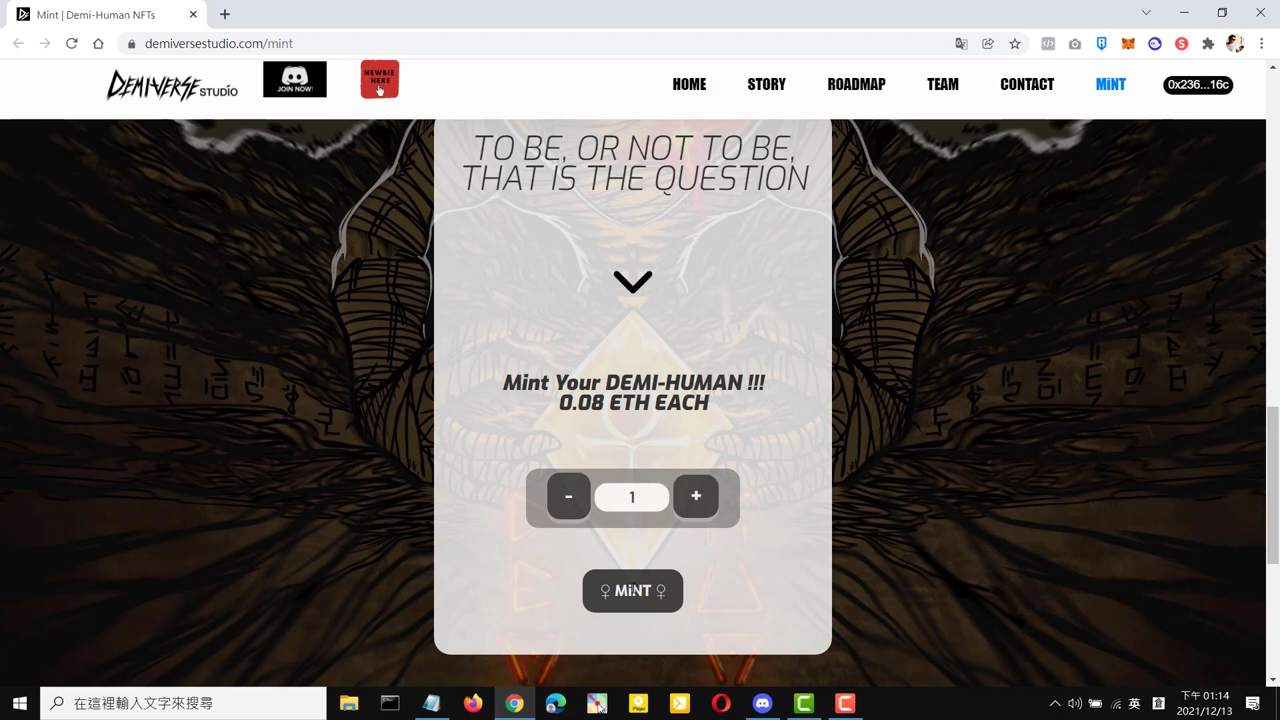 Mint | Demi-Human NFTs
demiversestudio.com/mint
DEMIVERSE STUDIO
JOIN NOW!
NEWBIE
HERE
HOME
STORY
ROADMAP
TEAM
CONTACT
MiNT
0x236...16c
TO BE, OR NOT TO BE,
THAT IS THE QUESTION
Mint Your DEMI-HUMAN !!!
0.08 ETH EACH
- 1 +
♀ MiNT ♀
在這裡輸入文字來搜尋
英
下午 01:14
2021/12/13